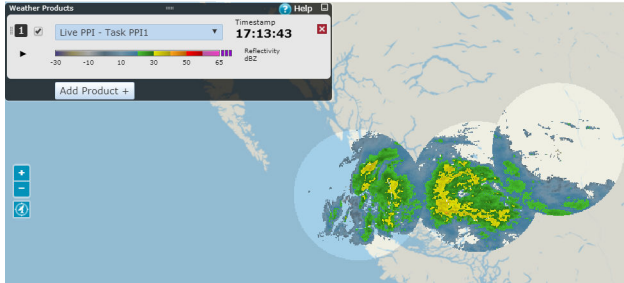 Weather Products
? Help
Timestamp
1 Live PPI - Task PPI1 17:13:43
Reflectivity
dBZ
-30 -10 10 30 50 65
Add Product +
+
−